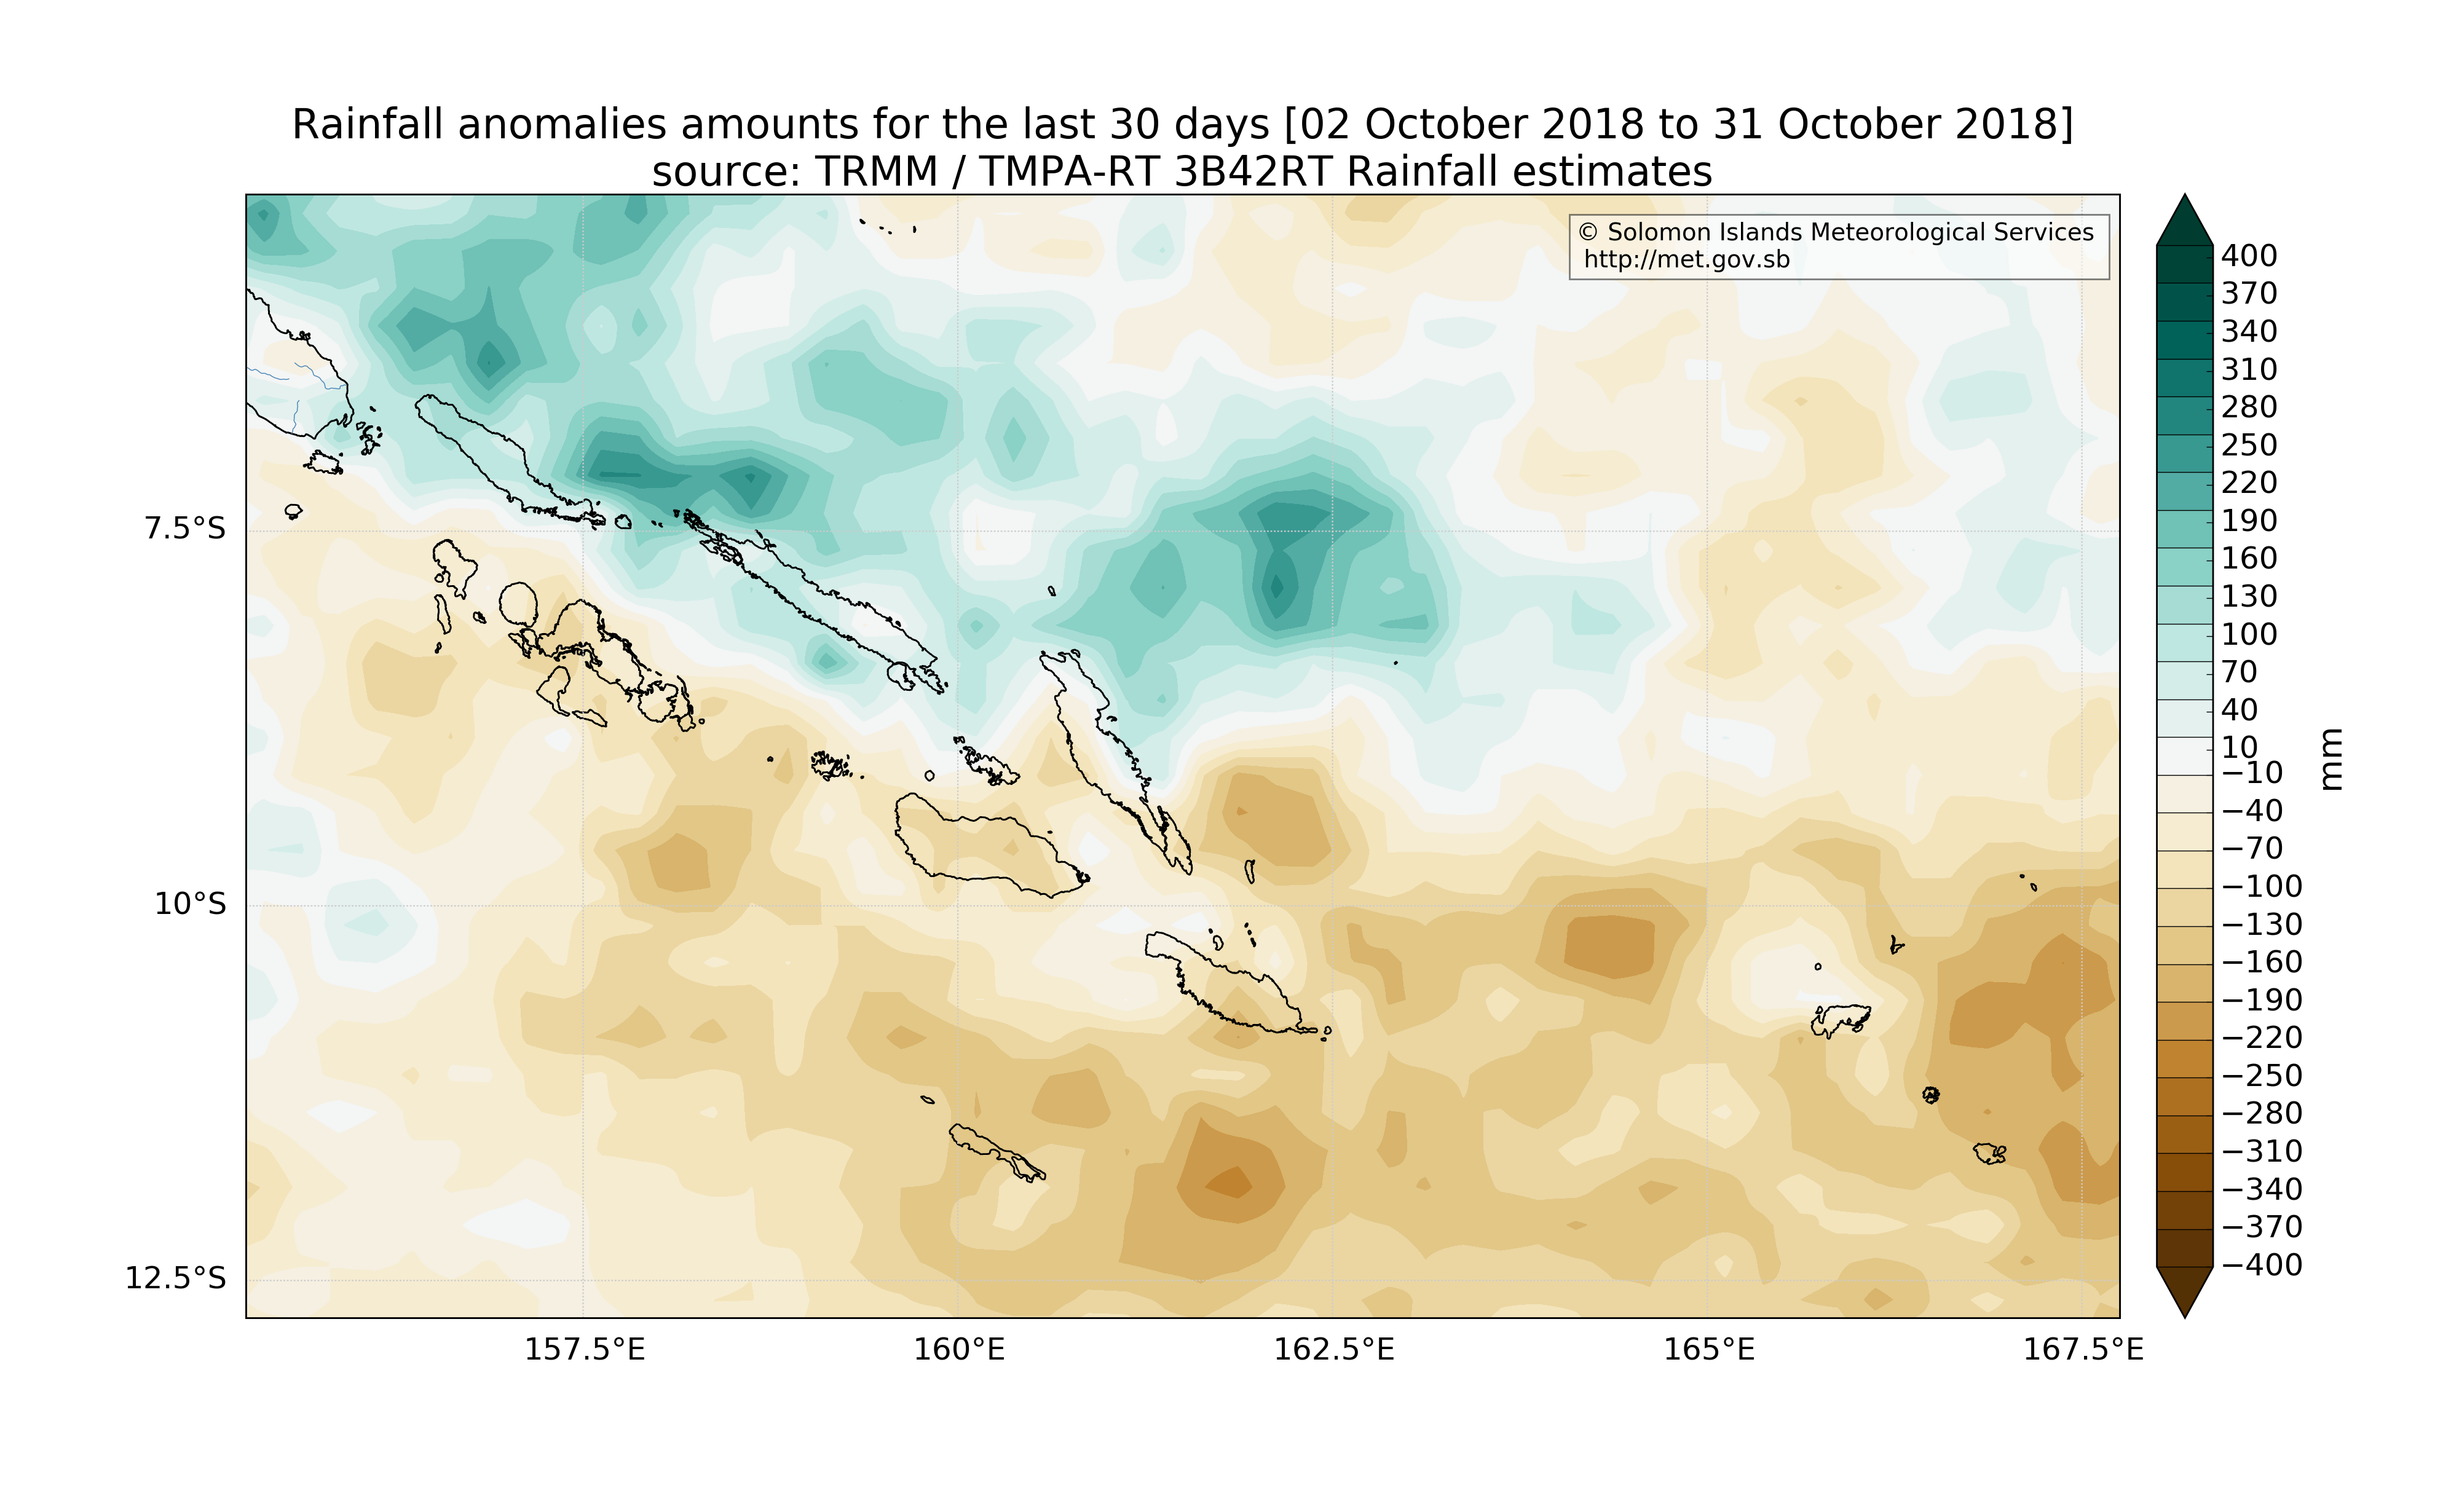 Rainfall anomalies amounts for the last 30 days [02 October 2018 to 31 October 2018]
source: TRMM / TMPA-RT 3B42RT Rainfall estimates
© Solomon Islands Meteorological Services
http://met.gov.sb
7.5°S
10°S
12.5°S
157.5°E
160°E
162.5°E
165°E
167.5°E
400
370
340
310
280
250
220
190
160
130
100
70
40
10
−10
−40
−70
−100
−130
−160
−190
−220
−250
−280
−310
−340
−370
−400
mm